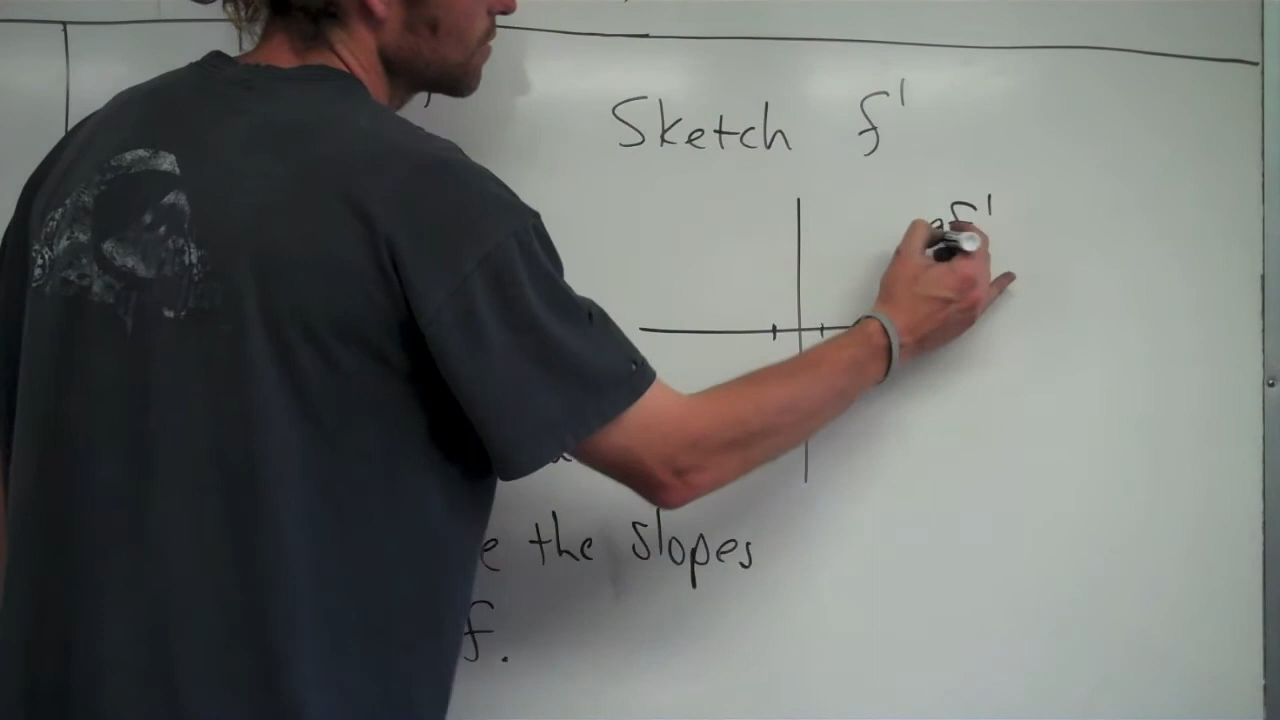 Sketch f'
f'
the slopes
f.